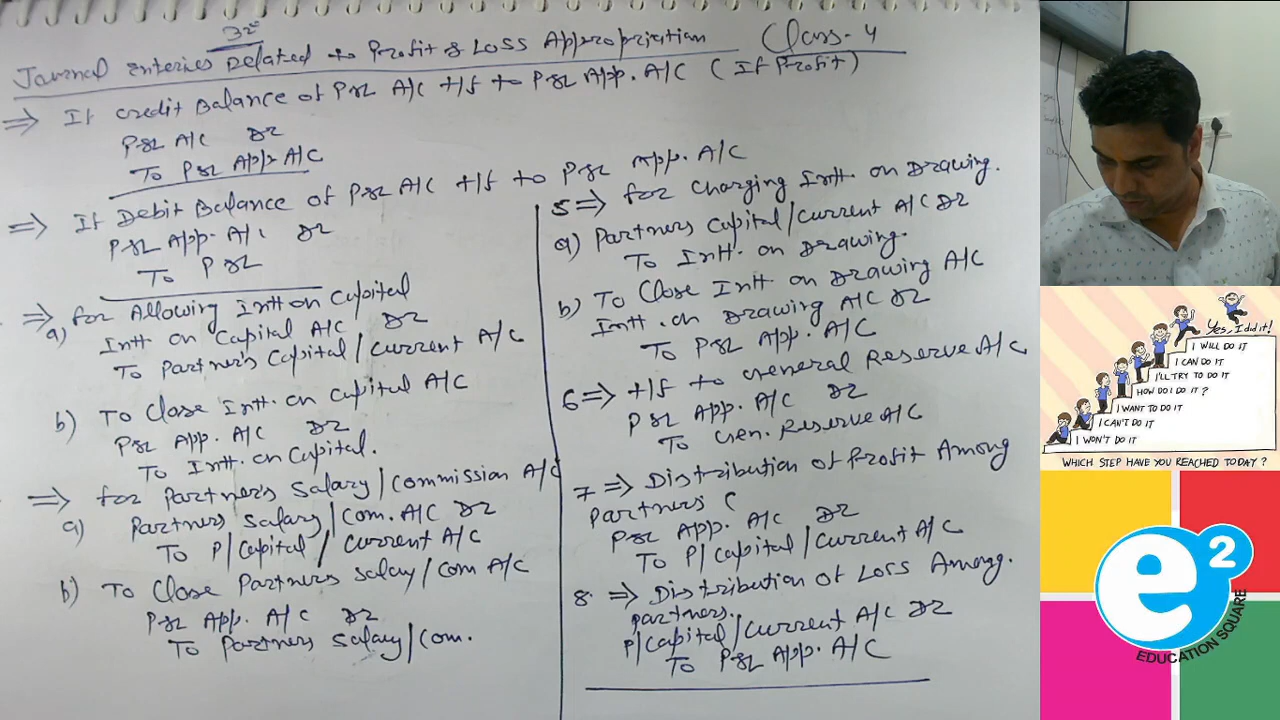 Journal Enteries Related to Profit & Loss Appropriation Class-4
⇒ If credit Balance of P&L A/C t/f to P&L App. A/C (If Profit)
P&L A/C Dr
To P&L App. A/C
⇒ If Debit Balance of P&L A/C t/f to P&L App. A/C
P&L App. A/C Dr
To P&L
⇒ for Allowing Intt on Capital
a) Intt on Capital A/C Dr
To Partner's Capital/Current A/C
b) To Close Intt. on Capital A/C
P&L App. A/C Dr
To Intt. on Capital.
⇒ for Partner's Salary/Commission A/C
a) Partners Salary/Com. A/C Dr
To P/Capital/Current A/C
b) To Close Partners Salary/Com A/C
P&L App. A/C Dr
To Partners Salary/Com.
5 ⇒ for Charging Intt. on Drawing.
a) Partners Capital/Current A/C Dr
To Intt. on Drawing.
b) To Close Intt on Drawing A/C
Intt. on Drawing A/C Dr
To P&L App. A/C
6 ⇒ t/f to General Reserve A/C
P&L App. A/C Dr
To Gen. Reserve A/C
7 ⇒ Distribution of Profit Among
Partners (
P&L App. A/C Dr
To P/Capital/Current A/C
8. ⇒ Distribution of Loss Among.
partners.
P/Capital/Current A/C Dr
To P&L App. A/C
Yes, I did it!
I WILL DO IT
I CAN DO IT
I'LL TRY TO DO IT
HOW DO I DO IT ?
I WANT TO DO IT
I CAN'T DO IT
I WON'T DO IT
WHICH STEP HAVE YOU REACHED TODAY ?
e2
EDUCATION SQUARE